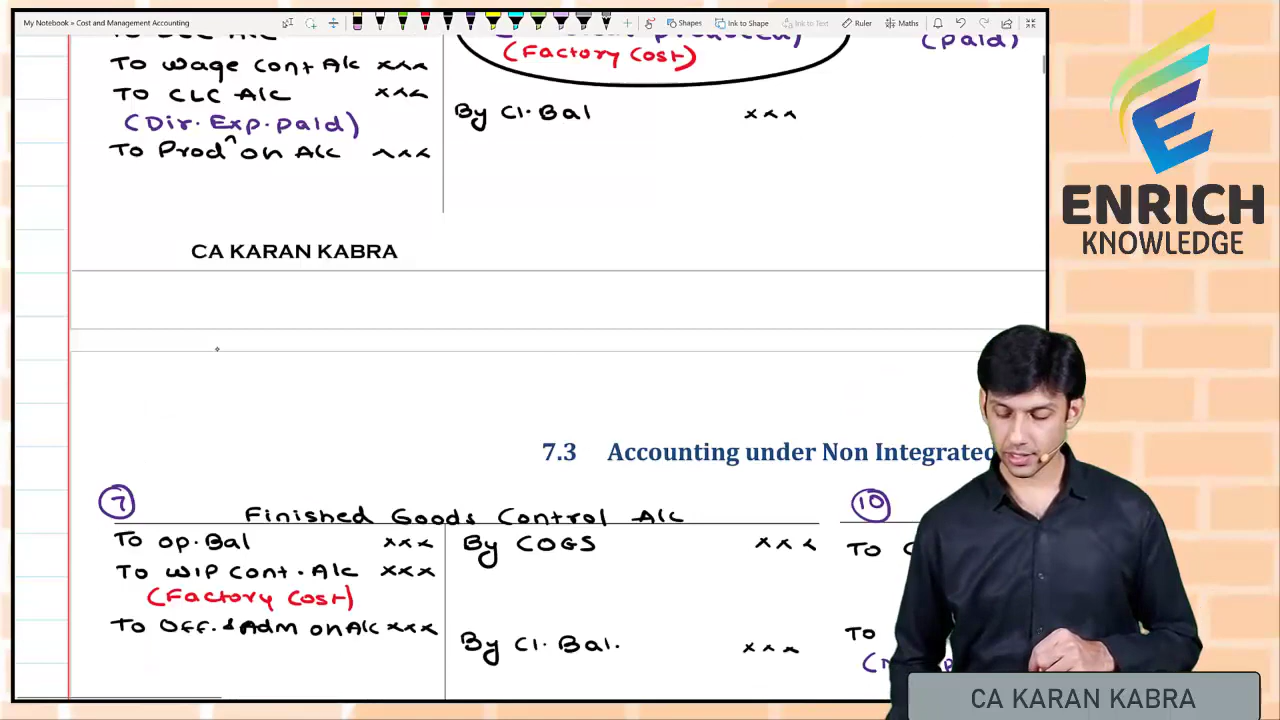 My Notebook » Cost and Management Accounting
Shapes
Ink to Shape
Ink to Text
Ruler
Maths
(Factory Cost)
(paid)
To Wage Cont A/c xxx
To CLC A/c xxx
(Dir. Exp. paid)
To Prodⁿ OH A/c xxx
By Cl. Bal xxx
CA KARAN KABRA
ENRICH
KNOWLEDGE
7.3 Accounting under Non Integrated
7
Finished Goods Control A/c
To Op. Bal xxx
To WIP Cont. A/c xxx
(Factory Cost)
To Off. & Adm OH A/c xxx
By COGS xxx
By Cl. Bal. xxx
10
To
To
CA KARAN KABRA